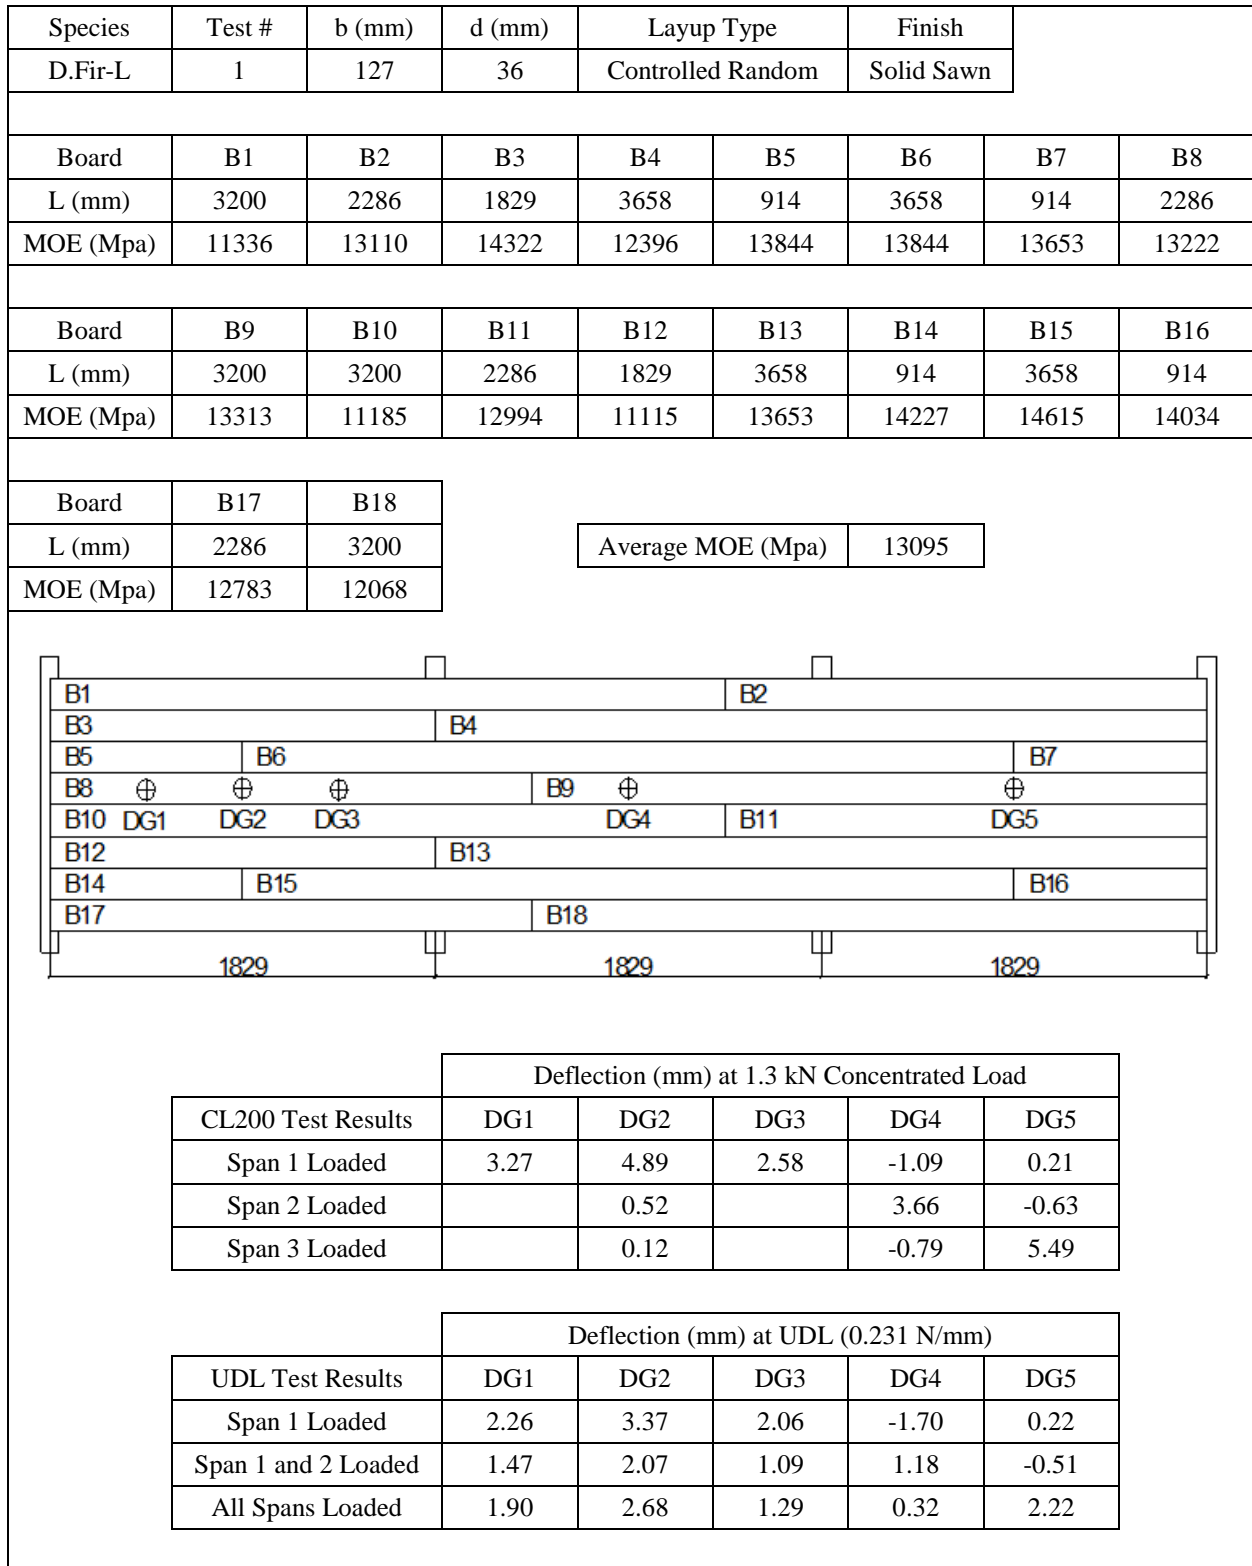 Species Test # b (mm) d (mm) Layup Type Finish
D.Fir-L 1 127 36 Controlled Random Solid Sawn
Board B1 B2 B3 B4 B5 B6 B7 B8
L (mm) 3200 2286 1829 3658 914 3658 914 2286
MOE (Mpa) 11336 13110 14322 12396 13844 13844 13653 13222
Board B9 B10 B11 B12 B13 B14 B15 B16
L (mm) 3200 3200 2286 1829 3658 914 3658 914
MOE (Mpa) 13313 11185 12994 11115 13653 14227 14615 14034
Board B17 B18
L (mm) 2286 3200 Average MOE (Mpa) 13095
MOE (Mpa) 12783 12068
B1 B2
B3 B4
B5 B6 B7
B8 B9
B10 DG1 DG2 DG3 DG4 B11 DG5
B12 B13
B14 B15 B16
B17 B18
1829 1829 1829
Deflection (mm) at 1.3 kN Concentrated Load
CL200 Test Results DG1 DG2 DG3 DG4 DG5
Span 1 Loaded 3.27 4.89 2.58 -1.09 0.21
Span 2 Loaded 0.52 3.66 -0.63
Span 3 Loaded 0.12 -0.79 5.49
Deflection (mm) at UDL (0.231 N/mm)
UDL Test Results DG1 DG2 DG3 DG4 DG5
Span 1 Loaded 2.26 3.37 2.06 -1.70 0.22
Span 1 and 2 Loaded 1.47 2.07 1.09 1.18 -0.51
All Spans Loaded 1.90 2.68 1.29 0.32 2.22